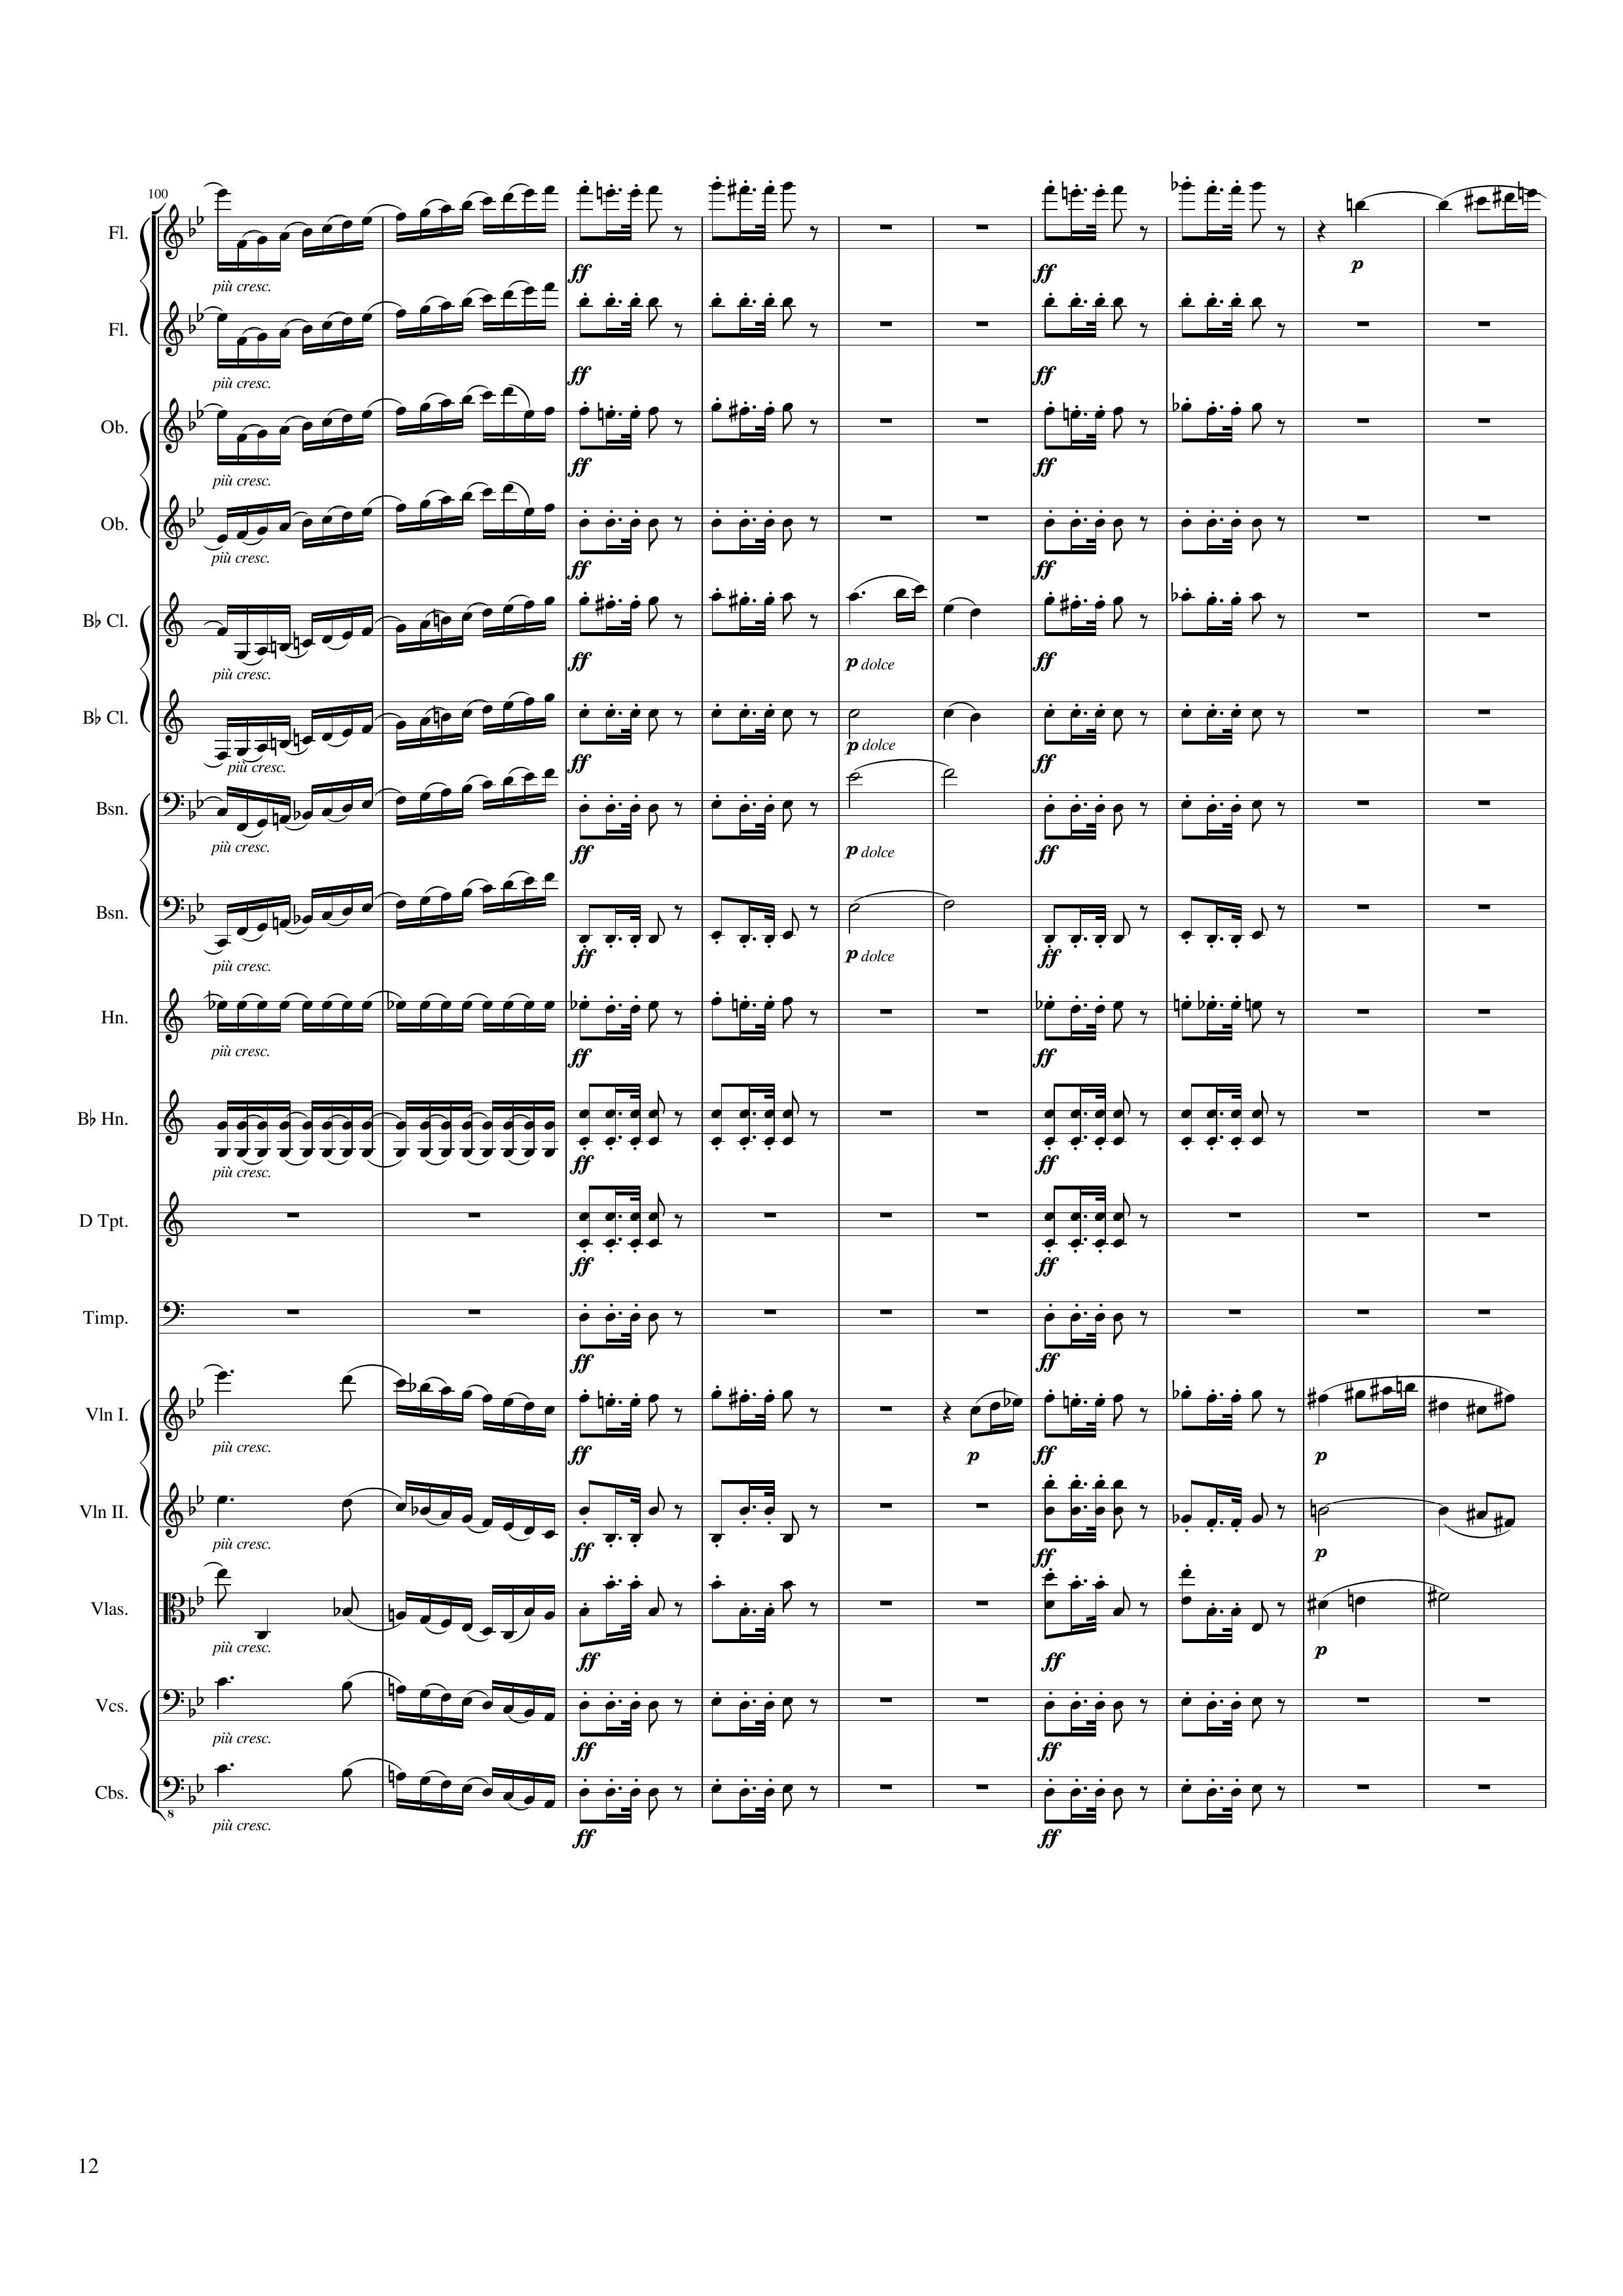 100
Fl.
più cresc.
ff
ff
p
Fl.
più cresc.
ff
ff
Ob.
più cresc.
ff
ff
Ob.
più cresc.
ff
ff
B♭ Cl.
più cresc.
ff
p dolce
ff
B♭ Cl.
più cresc.
ff
p dolce
ff
Bsn.
più cresc.
ff
p dolce
ff
Bsn.
più cresc.
ff
p dolce
ff
Hn.
più cresc.
ff
ff
B♭ Hn.
più cresc.
ff
ff
D Tpt.
ff
ff
Timp.
ff
ff
Vln I.
più cresc.
ff
p
ff
p
Vln II.
più cresc.
ff
ff
p
Vlas.
più cresc.
ff
ff
p
Vcs.
più cresc.
ff
ff
Cbs.
8
più cresc.
ff
ff
12